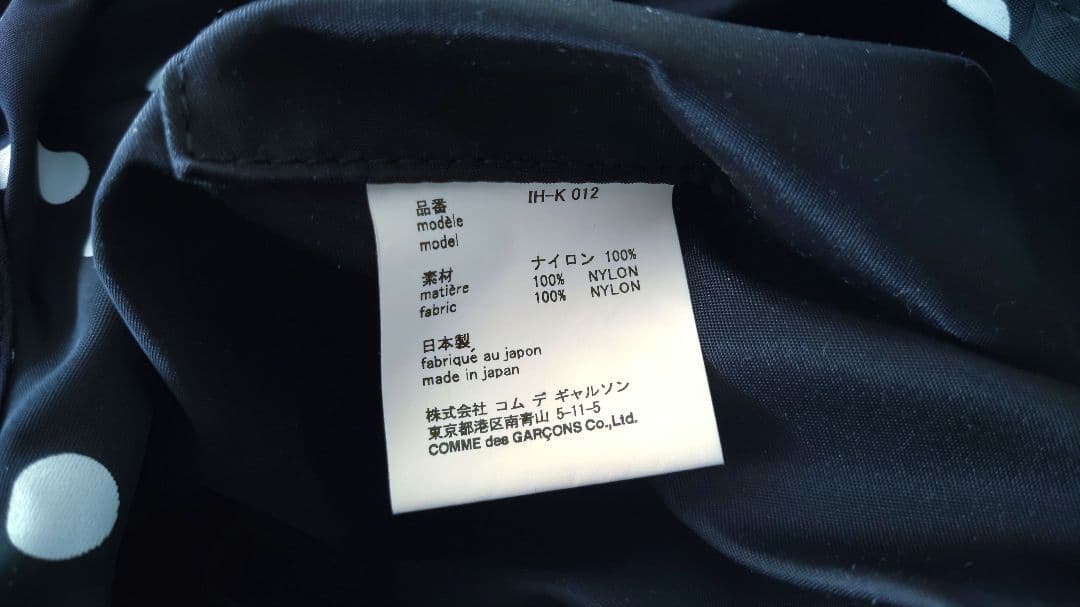 品番 IH-K 012
modèle
model
素材 ナイロン 100%
matière 100% NYLON
fabric 100% NYLON
日本製
fabriqué au japon
made in japan
株式会社 コム デ ギャルソン
東京都港区南青山 5-11-5
COMME des GARÇONS Co.,Ltd.